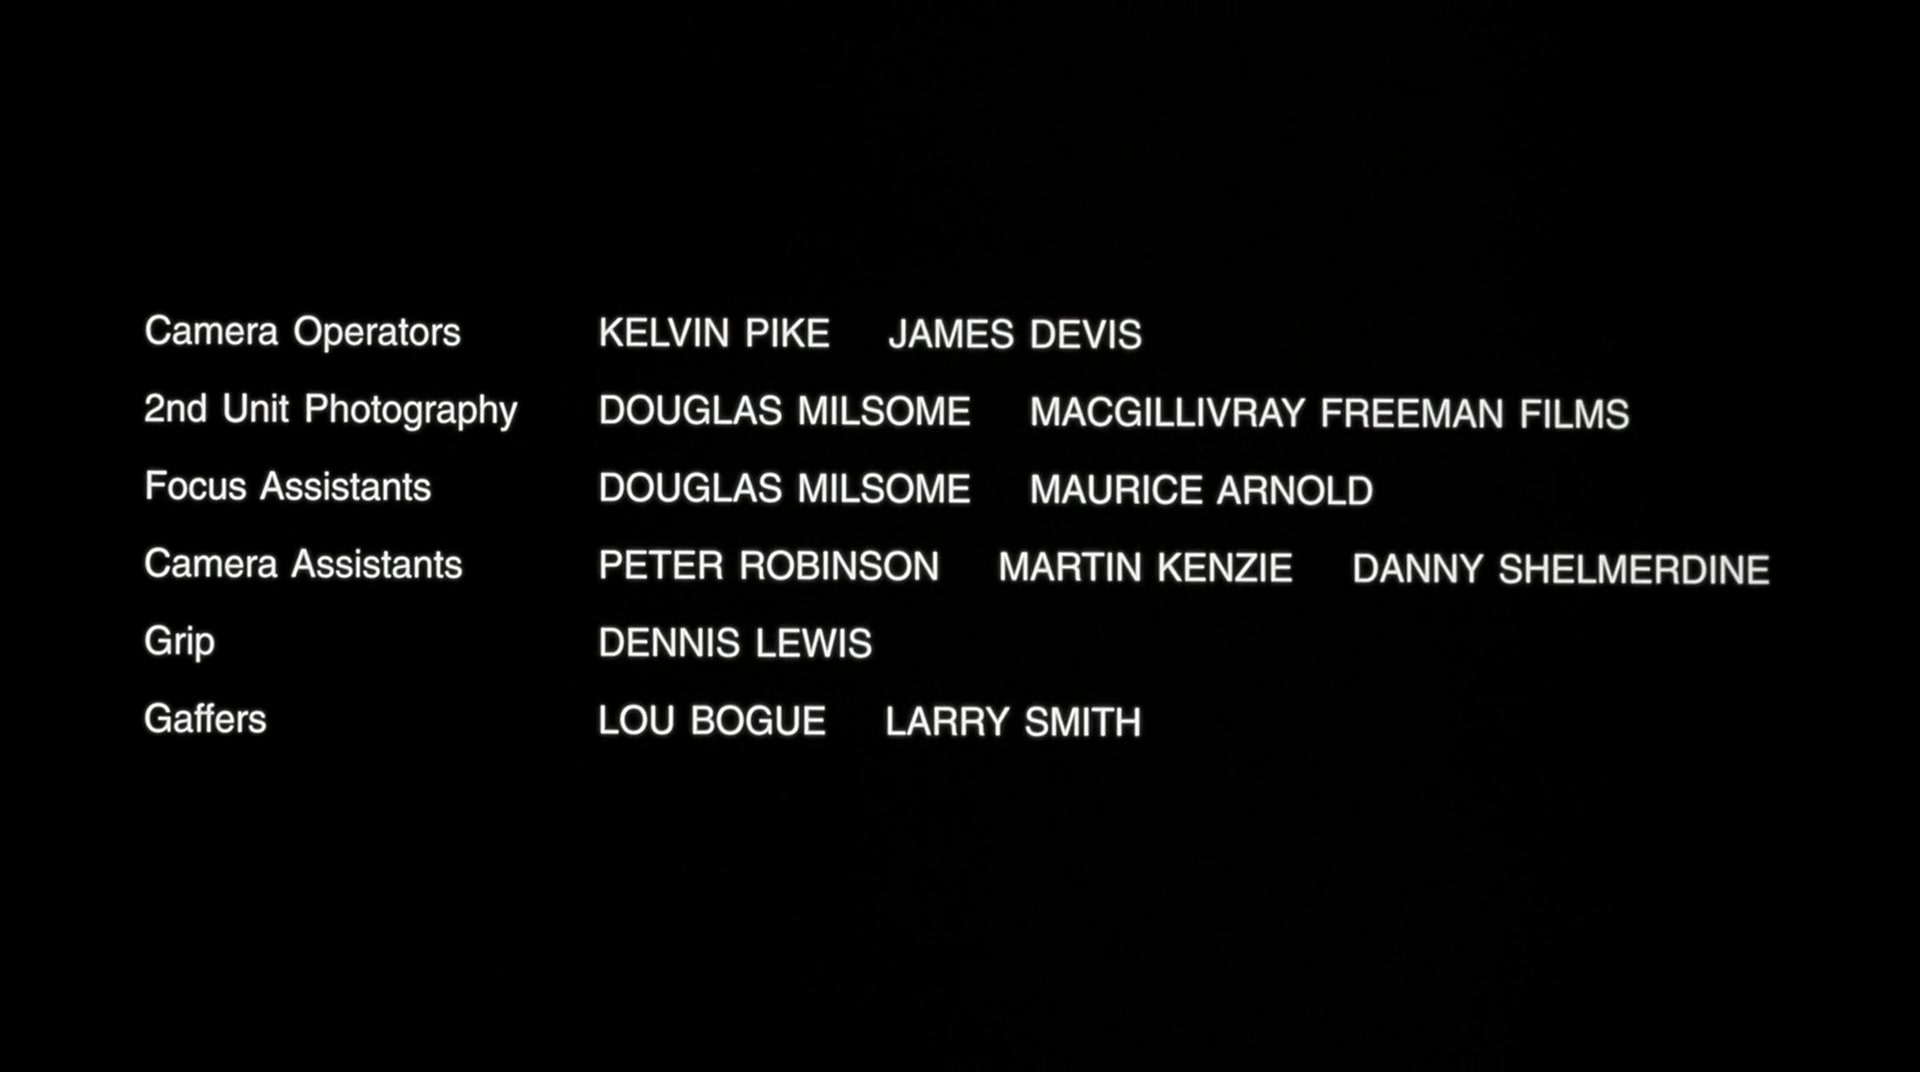 Camera Operators KELVIN PIKE JAMES DEVIS
2nd Unit Photography DOUGLAS MILSOME MACGILLIVRAY FREEMAN FILMS
Focus Assistants DOUGLAS MILSOME MAURICE ARNOLD
Camera Assistants PETER ROBINSON MARTIN KENZIE DANNY SHELMERDINE
Grip DENNIS LEWIS
Gaffers LOU BOGUE LARRY SMITH